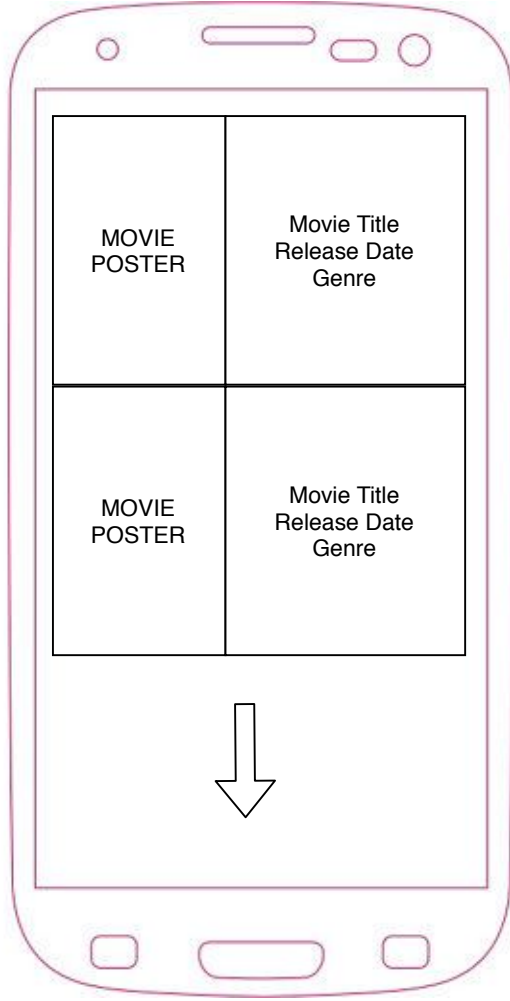 MOVIE
POSTER
Movie Title
Release Date
Genre
MOVIE
POSTER
Movie Title
Release Date
Genre